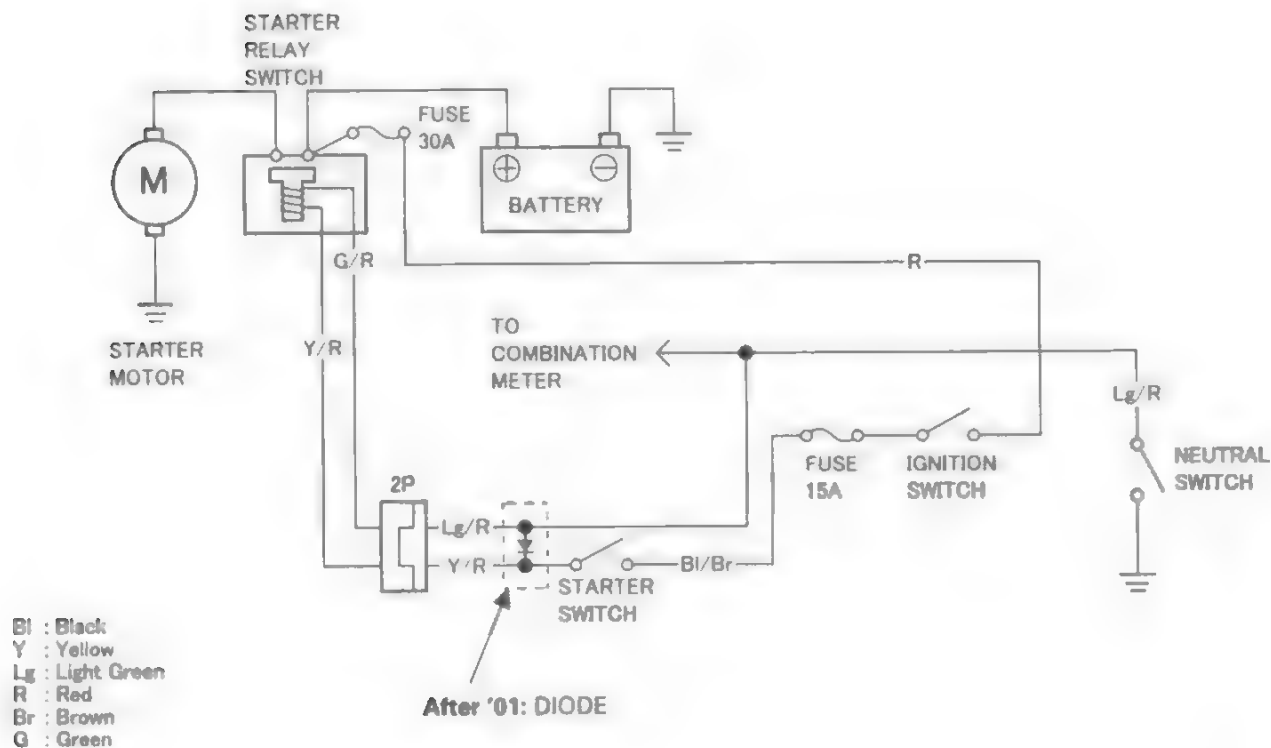 STARTER
RELAY
SWITCH
FUSE
30A
M
BATTERY
G/R
R
Y/R
STARTER
MOTOR
TO
COMBINATION
METER
Lg/R
FUSE
15A
IGNITION
SWITCH
NEUTRAL
SWITCH
2P
Lg/R
Y/R
Bl/Br
STARTER
SWITCH
After '01: DIODE
Bl : Black
Y : Yellow
Lg : Light Green
R : Red
Br : Brown
G : Green